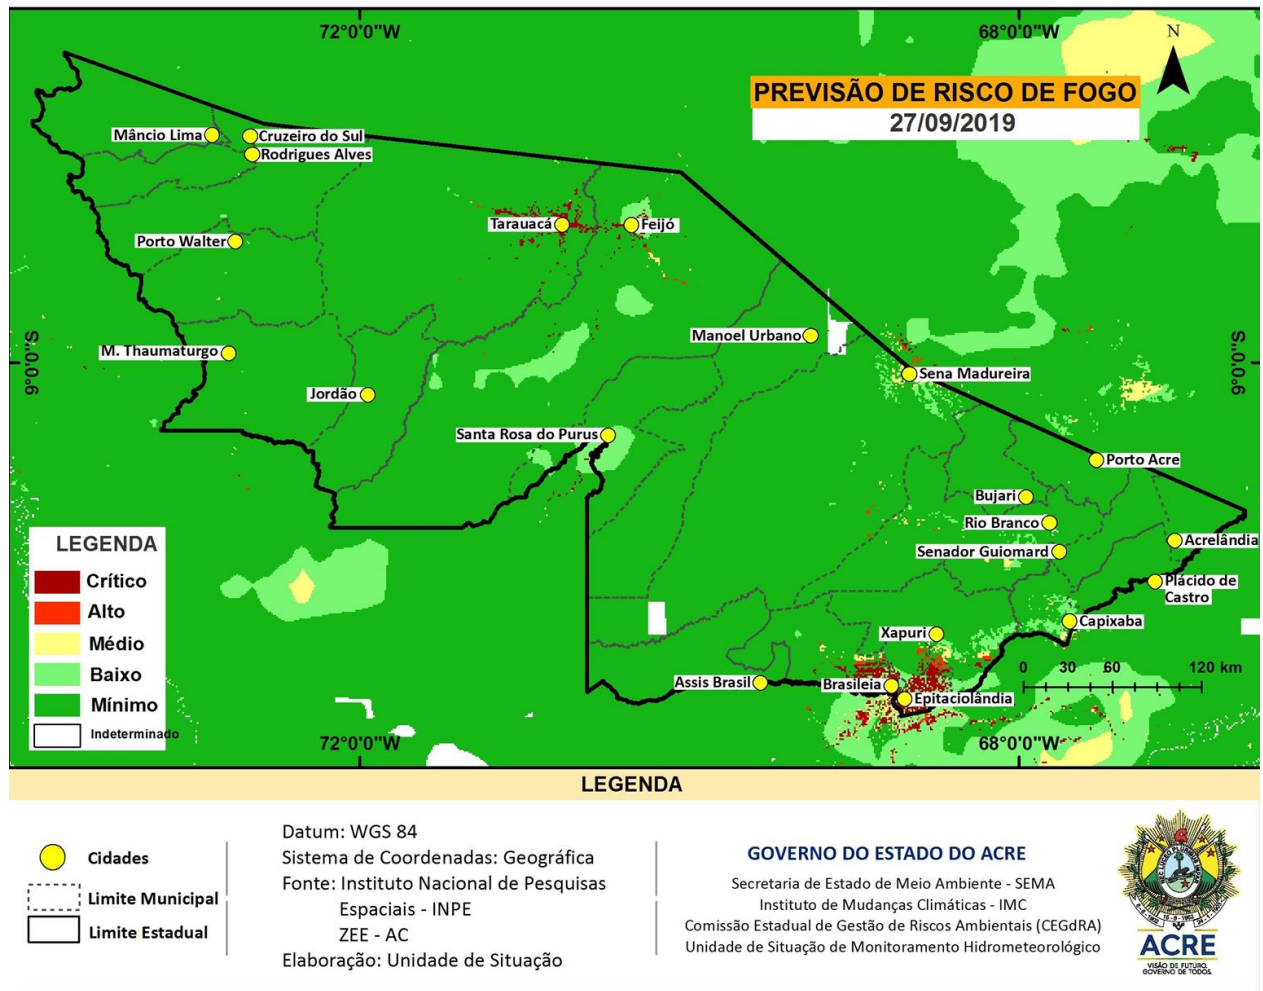 72°0'0"W
68°0'0"W
N
PREVISÃO DE RISCO DE FOGO
27/09/2019
Mâncio Lima
Cruzeiro do Sul
Rodrigues Alves
Tarauacá
Feijó
Porto Walter
Manoel Urbano
9°0'0"S
M. Thaumaturgo
Sena Madureira
9°0'0"S
Jordão
Santa Rosa do Purus
Porto Acre
Bujari
Rio Branco
Senador Guiomard
Acrelândia
Plácido de
Castro
Capixaba
Xapuri
Assis Brasil
Brasileia
Epitaciolândia
0 30 60 120 km
LEGENDA
Crítico
Alto
Médio
Baixo
Mínimo
Indeterminado
72°0'0"W
68°0'0"W
LEGENDA
Cidades
Limite Municipal
Limite Estadual
Datum: WGS 84
Sistema de Coordenadas: Geográfica
Fonte: Instituto Nacional de Pesquisas
Espaciais - INPE
ZEE - AC
Elaboração: Unidade de Situação
GOVERNO DO ESTADO DO ACRE
Secretaria de Estado de Meio Ambiente - SEMA
Instituto de Mudanças Climáticas - IMC
Comissão Estadual de Gestão de Riscos Ambientais (CEGdRA)
Unidade de Situação de Monitoramento Hidrometeorológico
ACRE
VISÃO DE FUTURO,
GOVERNO DE TODOS.